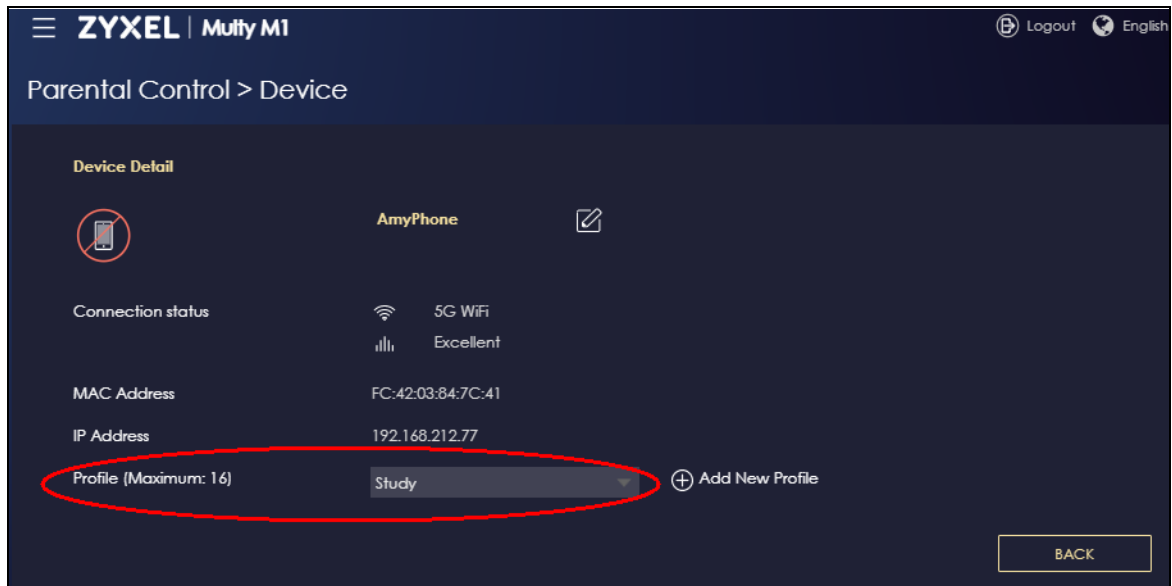 ZYXEL | Multy M1
Logout English
Parental Control > Device
Device Detail
AmyPhone
Connection status 5G WiFi
Excellent
MAC Address FC:42:03:84:7C:41
IP Address 192.168.212.77
Profile (Maximum: 16) Study Add New Profile
BACK